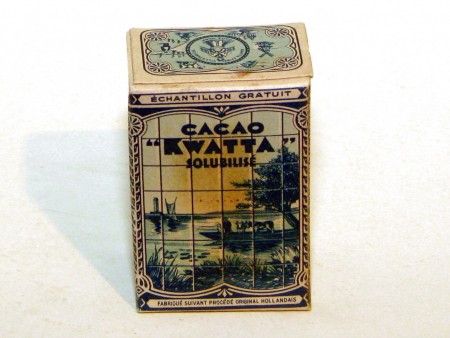 ÉCHANTILLON GRATUIT
CACAO
"KWATTA"
SOLUBILISÉ
FABRIQUÉ SUIVANT PROCÉDÉ ORIGINAL HOLLANDAIS